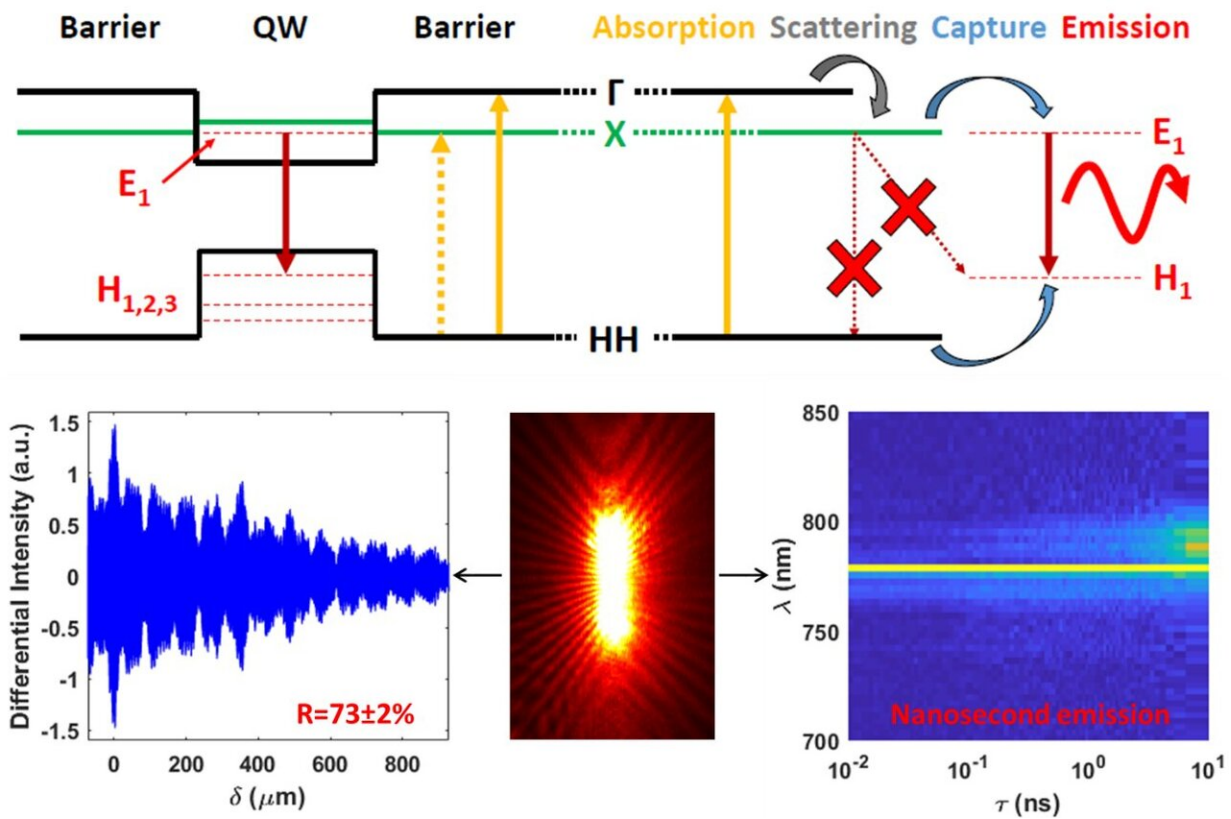 Barrier QW Barrier Absorption Scattering Capture Emission
Γ
X
E₁
E₁
H₁,₂,₃
H₁
HH
Differential Intensity (a.u.)
1.5
1
0.5
0
-0.5
-1
-1.5
R=73±2%
0 200 400 600 800
δ (μm)
λ (nm)
850
800
750
700
Nanosecond emission
10⁻² 10⁻¹ 10⁰ 10¹
τ (ns)